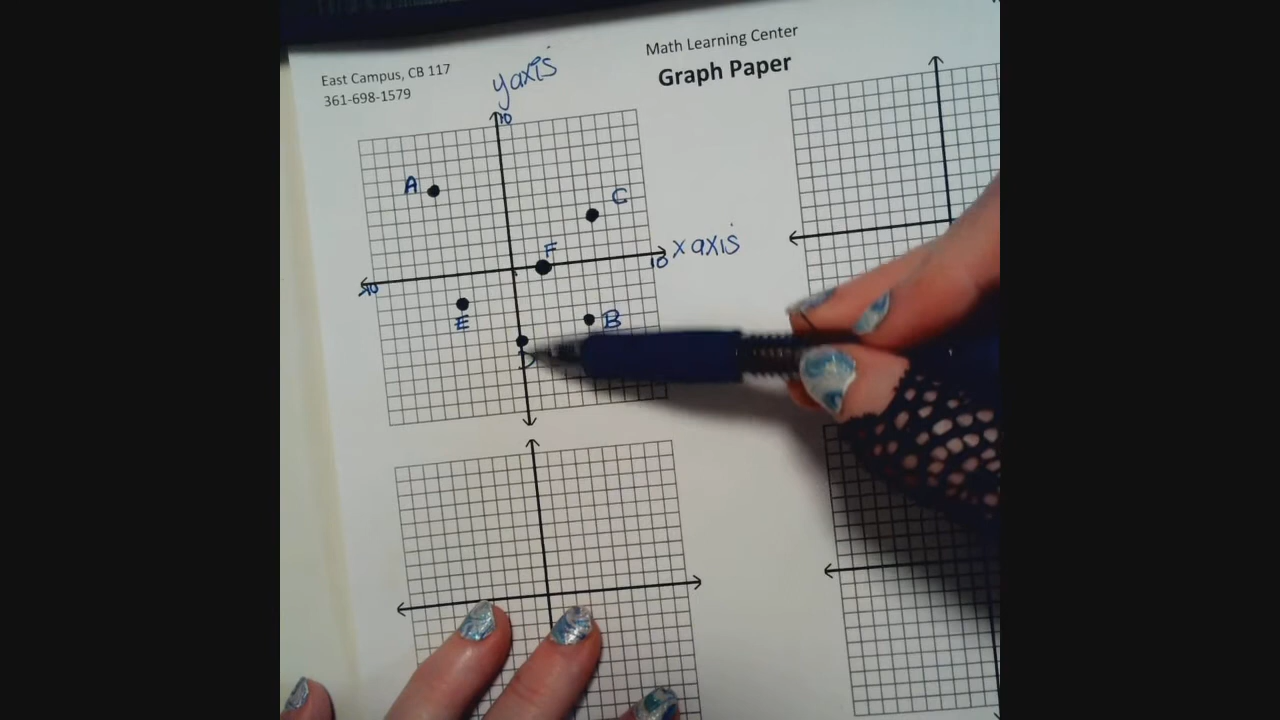 East Campus, CB 117
361-698-1579
Math Learning Center
Graph Paper
y axis
10
A
C
F
x axis
10
-10
E
B
D